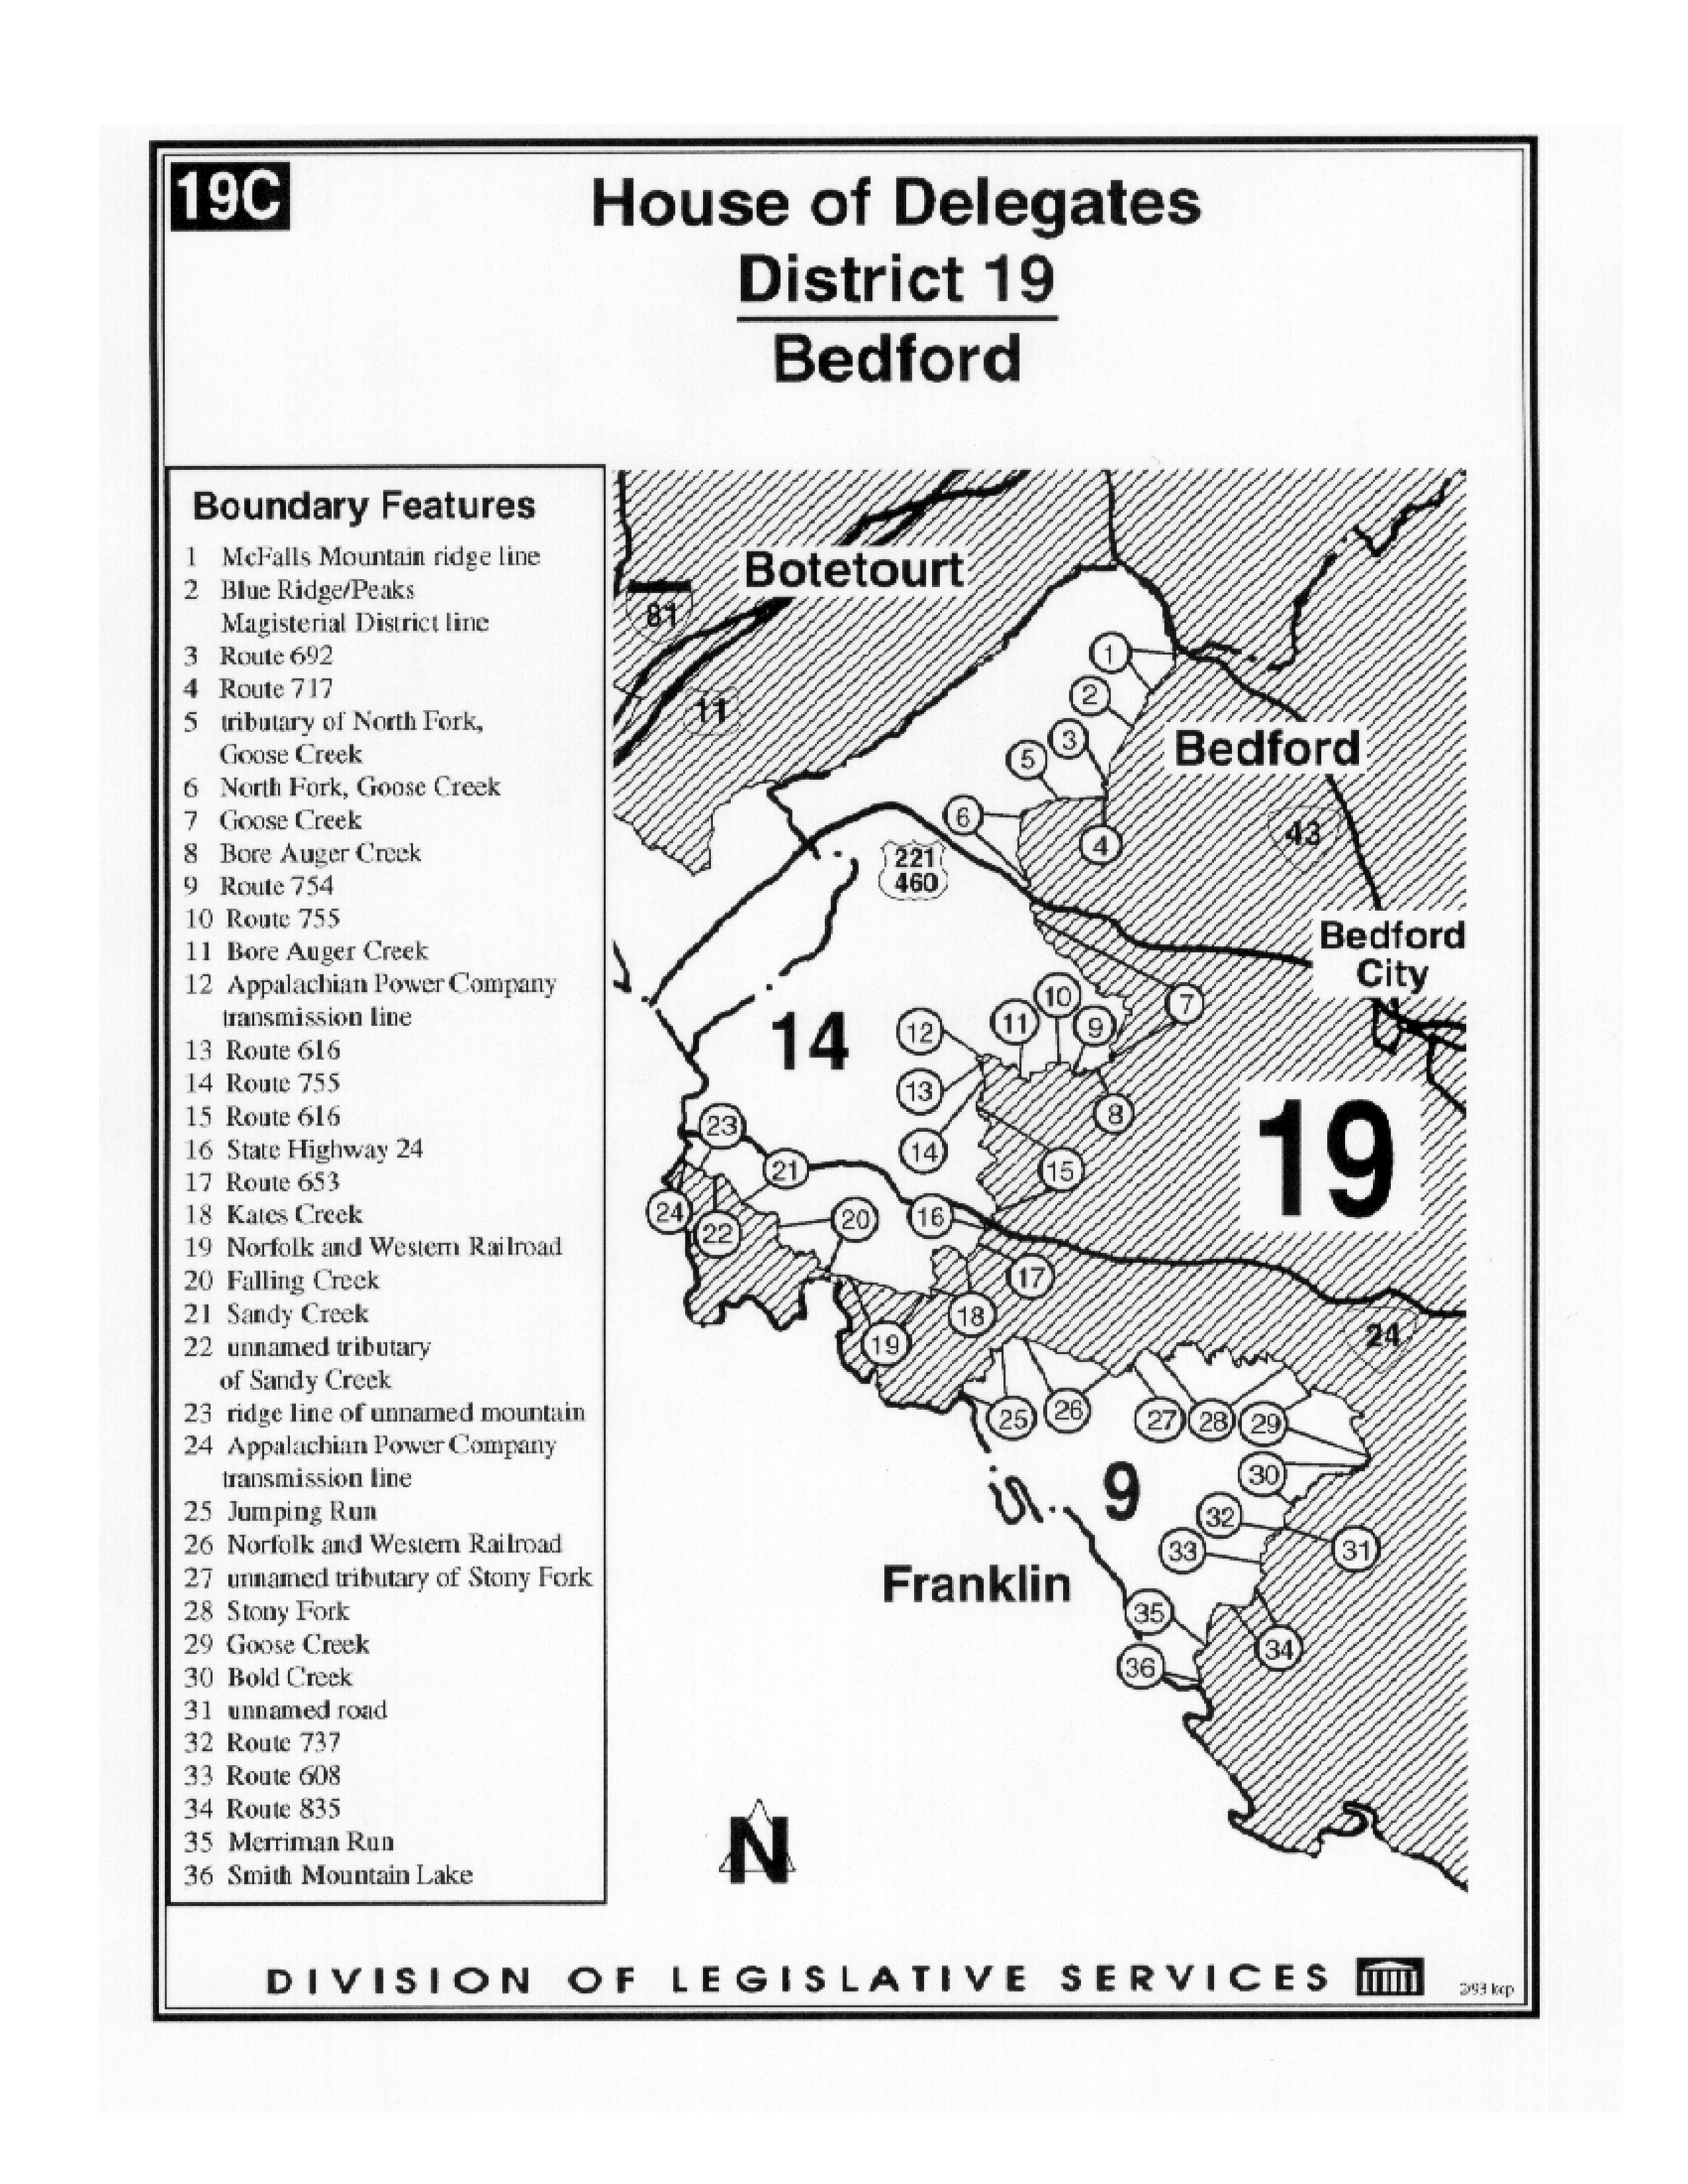 19C
House of Delegates
District 19
Bedford
Boundary Features
1 McFalls Mountain ridge line
2 Blue Ridge/Peaks
Magisterial District line
3 Route 692
4 Route 717
5 tributary of North Fork,
Goose Creek
6 North Fork, Goose Creek
7 Goose Creek
8 Bore Auger Creek
9 Route 754
10 Route 755
11 Bore Auger Creek
12 Appalachian Power Company
transmission line
13 Route 616
14 Route 755
15 Route 616
16 State Highway 24
17 Route 653
18 Kates Creek
19 Norfolk and Western Railroad
20 Falling Creek
21 Sandy Creek
22 unnamed tributary
of Sandy Creek
23 ridge line of unnamed mountain
24 Appalachian Power Company
transmission line
25 Jumping Run
26 Norfolk and Western Railroad
27 unnamed tributary of Stony Fork
28 Stony Fork
29 Goose Creek
30 Bold Creek
31 unnamed road
32 Route 737
33 Route 608
34 Route 835
35 Merriman Run
36 Smith Mountain Lake
Botetourt
81
11
1
2
3
5
Bedford
6
4
43
221
460
Bedford
City
7
10
11
9
12
14
13
8
19
23
14
15
21
24
22
20
16
17
18
19
24
25
26
27
28
29
9
30
32
31
33
Franklin
35
34
36
N
DIVISION OF LEGISLATIVE SERVICES
2/93 kcp